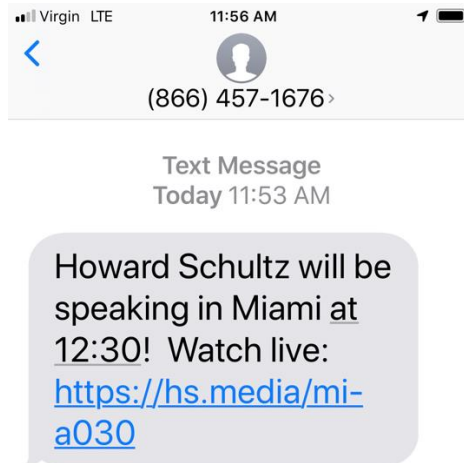 Virgin LTE 11:56 AM
(866) 457-1676
Text Message
Today 11:53 AM
Howard Schultz will be
speaking in Miami at
12:30! Watch live:
https://hs.media/mi-
a030